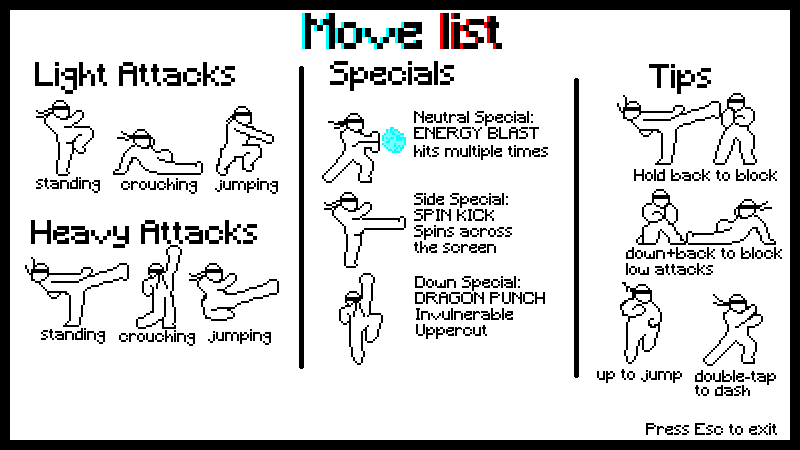 Move list
Light Attacks
standing
crouching
jumping
Heavy Attacks
standing
crouching
jumping
Specials
Neutral Special:
ENERGY BLAST
hits multiple times
Side Special:
SPIN KICK
Spins across
the screen
Down Special:
DRAGON PUNCH
Invulnerable
Uppercut
Tips
Hold back to block
down+back to block
low attacks
up to jump
double-tap
to dash
Press Esc to exit